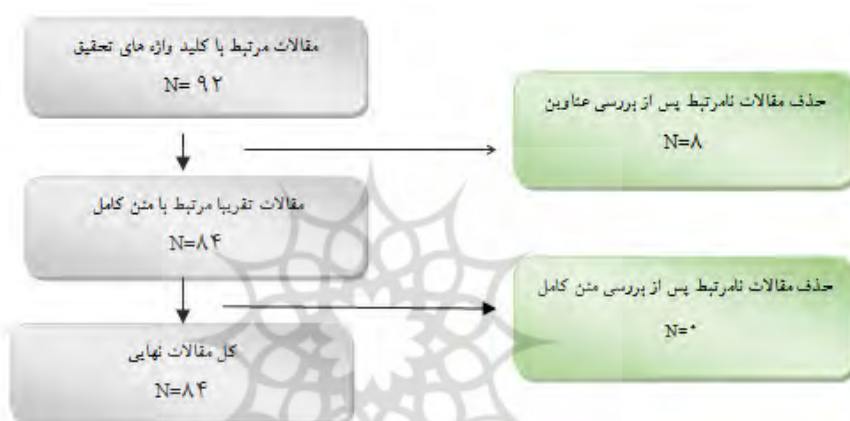 مقالات مرتبط با کلید واژه های تحقیق
N= ۹۲
حذف مقالات نامرتبط پس از بررسی عناوین
N=۸
مقالات تقریبا مرتبط با متن کامل
N=۸۴
حذف مقالات نامرتبط پس از بررسی متن کامل
N=۰
کل مقالات نهایی
N=۸۴